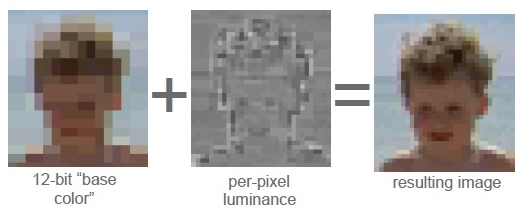 12-bit “base
color”
+
per-pixel
luminance
=
resulting image